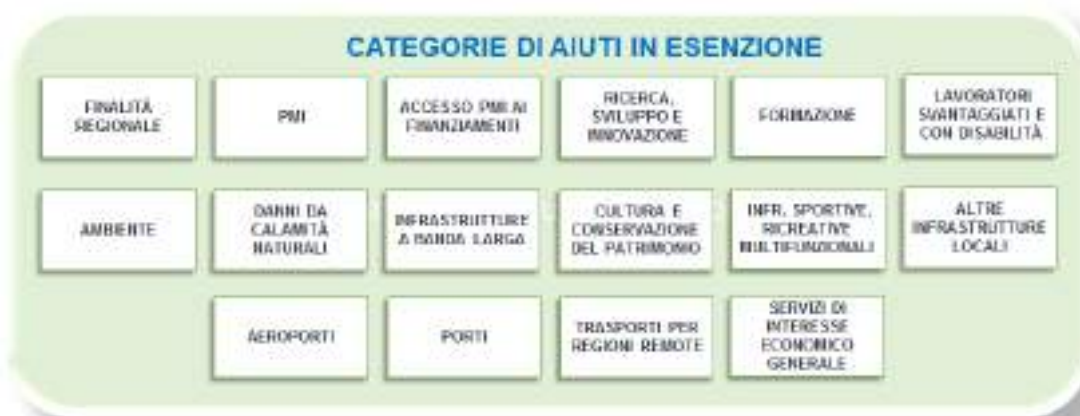 CATEGORIE DI AIUTI IN ESENZIONE
FINALITÀ
REGIONALE
PMI
ACCESSO PMI AI
FINANZIAMENTI
RICERCA,
SVILUPPO E
INNOVAZIONE
FORMAZIONE
LAVORATORI
SVANTAGGIATI E
CON DISABILITÀ
AMBIENTE
DANNI DA
CALAMITÀ
NATURALI
INFRASTRUTTURE
A BANDA LARGA
CULTURA E
CONSERVAZIONE
DEL PATRIMONIO
INFR. SPORTIVE,
RICREATIVE
MULTIFUNZIONALI
ALTRE
INFRASTRUTTURE
LOCALI
AEROPORTI
PORTI
TRASPORTI PER
REGIONI REMOTE
SERVIZI DI
INTERESSE
ECONOMICO
GENERALE